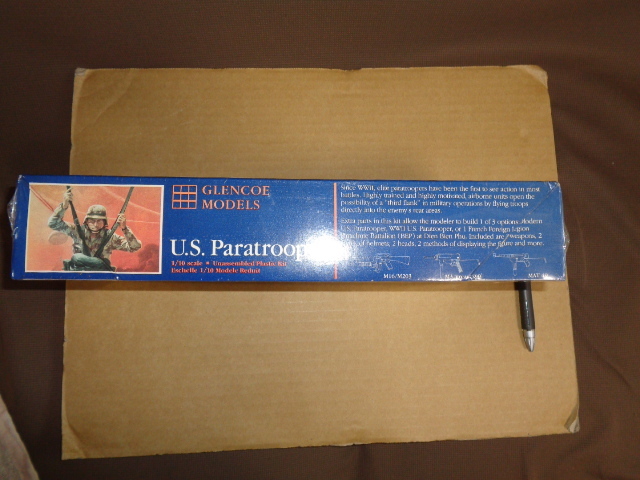 GLENCOE
MODELS
U.S. Paratroop
1/10 scale • Unassembled Plastic Kit
Echelle 1/10 Modele Reduit
Since WWII, elite paratroopers have been the first to see action in most
battles. Highly trained and highly motivated, airborne units open the
possibility of a "third flank" in military operations by flying troops
directly into the enemy's rear areas.
Extra parts in this kit allow the modeler to build 1 of 3 options: Modern
U.S. Paratrooper, WWII U.S. Paratrooper, or 1 French Foreign Legion
Parachute Battalion (BEP) at Dien Bien Phu. Included are weapons, 2
of helmets, 2 heads, 2 methods of displaying the figure and more.
M16/M203
MAT